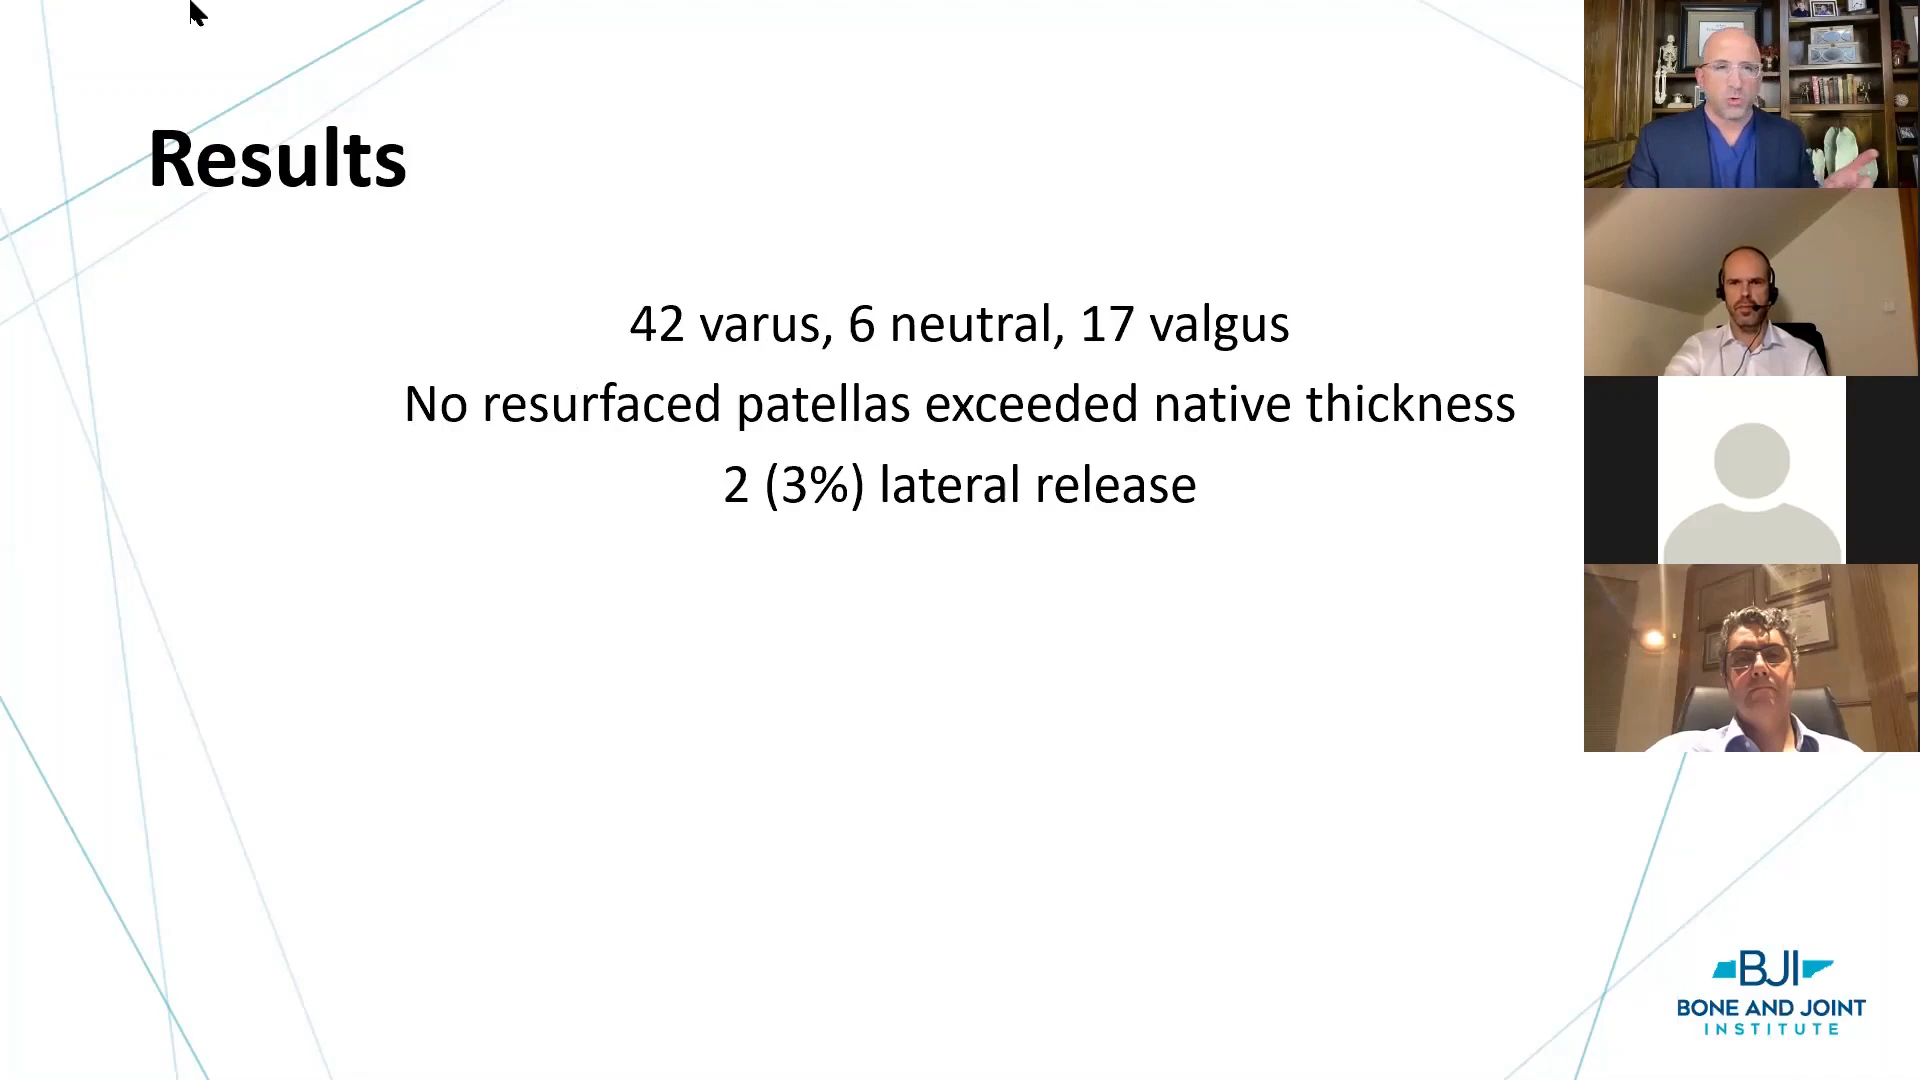 Results
42 varus, 6 neutral, 17 valgus
No resurfaced patellas exceeded native thickness
2 (3%) lateral release
BJI
BONE AND JOINT
INSTITUTE